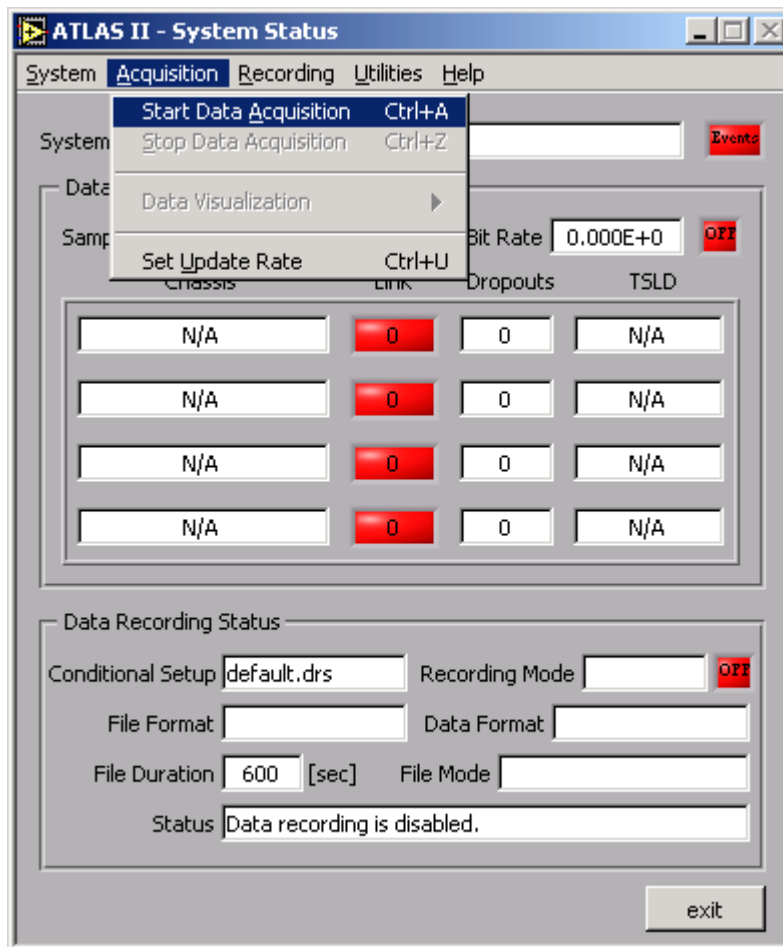 ATLAS II - System Status
System Acquisition Recording Utilities Help
Start Data Acquisition Ctrl+A
Stop Data Acquisition Ctrl+Z
Data Visualization
Set Update Rate Ctrl+U
System
Events
Data
Samp
Bit Rate 0.000E+0 OFF
Chassis Link Dropouts TSLD
N/A 0 0 N/A
N/A 0 0 N/A
N/A 0 0 N/A
N/A 0 0 N/A
Data Recording Status
Conditional Setup default.drs Recording Mode OFF
File Format Data Format
File Duration 600 [sec] File Mode
Status Data recording is disabled.
exit